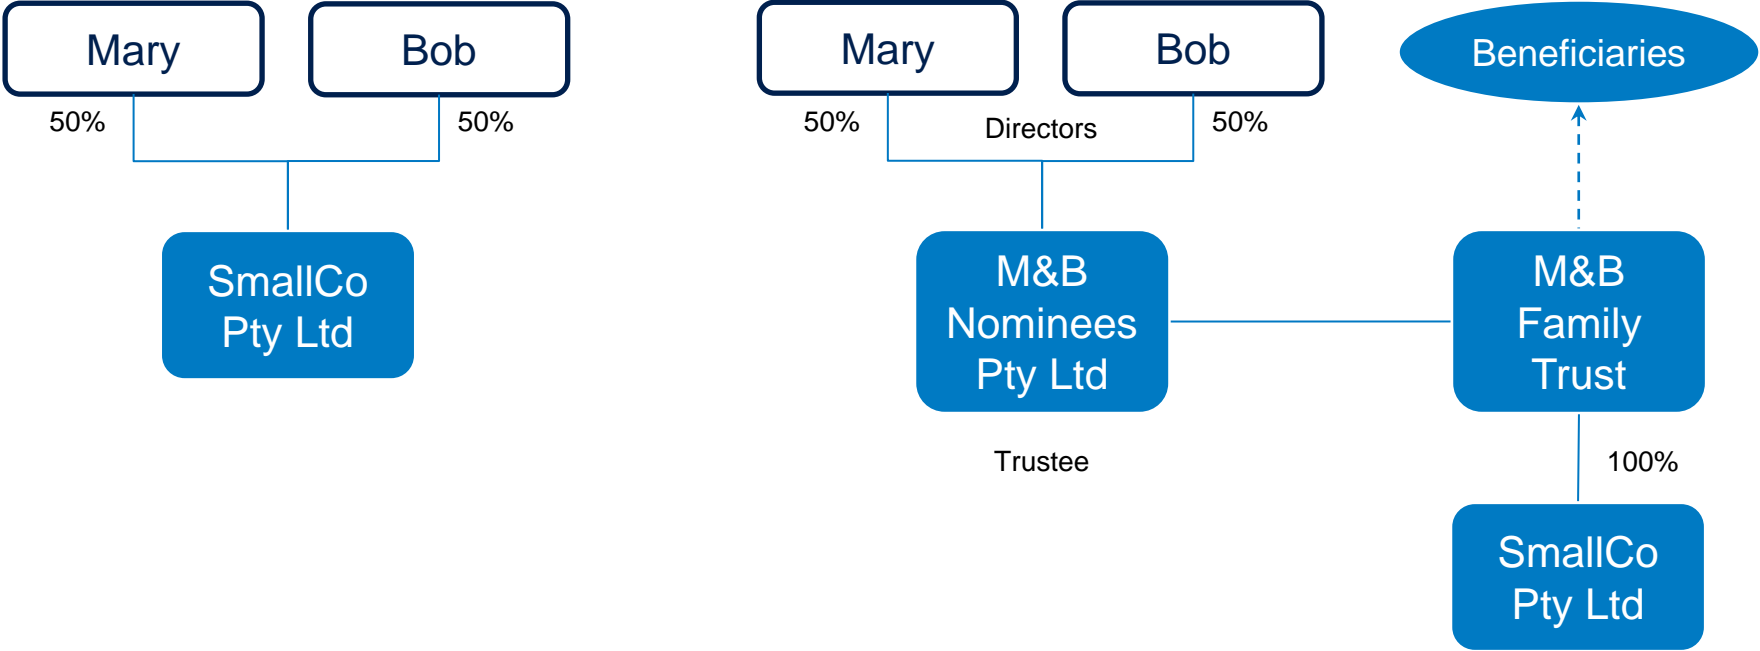 Mary
Bob
50%
50%
SmallCo
Pty Ltd
Mary
Bob
Beneficiaries
50%
Directors
50%
M&B
Nominees
Pty Ltd
M&B
Family
Trust
Trustee
100%
SmallCo
Pty Ltd